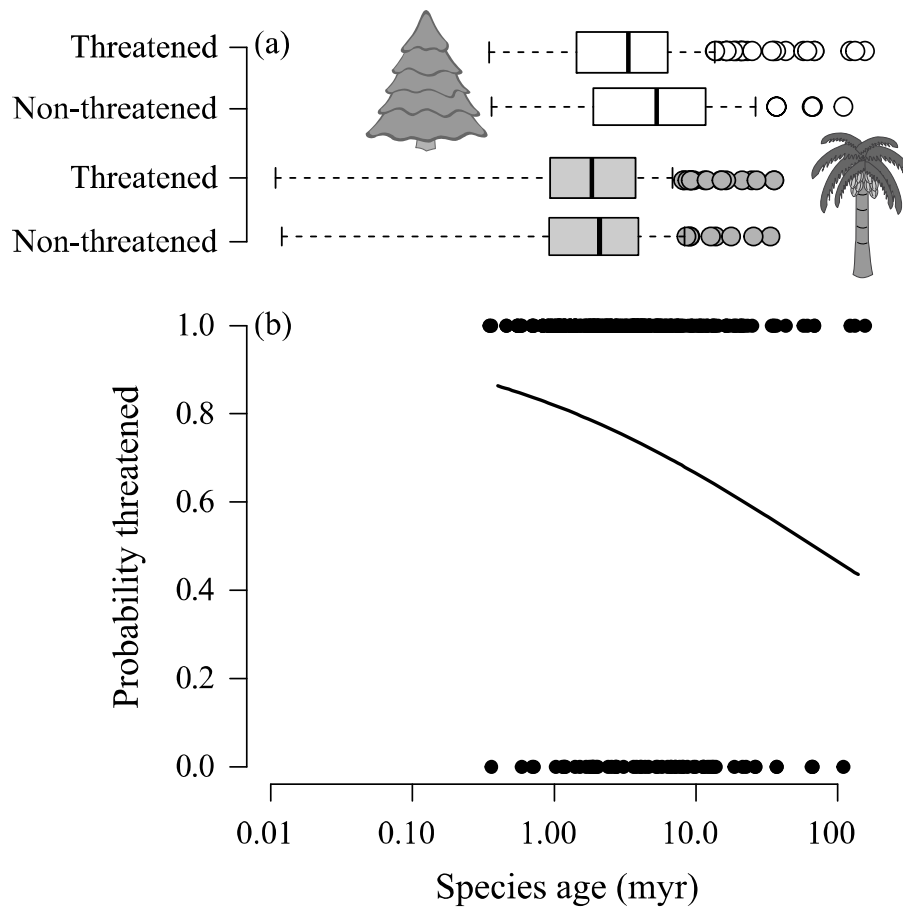 Threatened
(a)
Non-threatened
Threatened
Non-threatened
(b)
1.0
0.8
0.6
0.4
0.2
0.0
Probability threatened
0.01 0.10 1.00 10.0 100
Species age (myr)